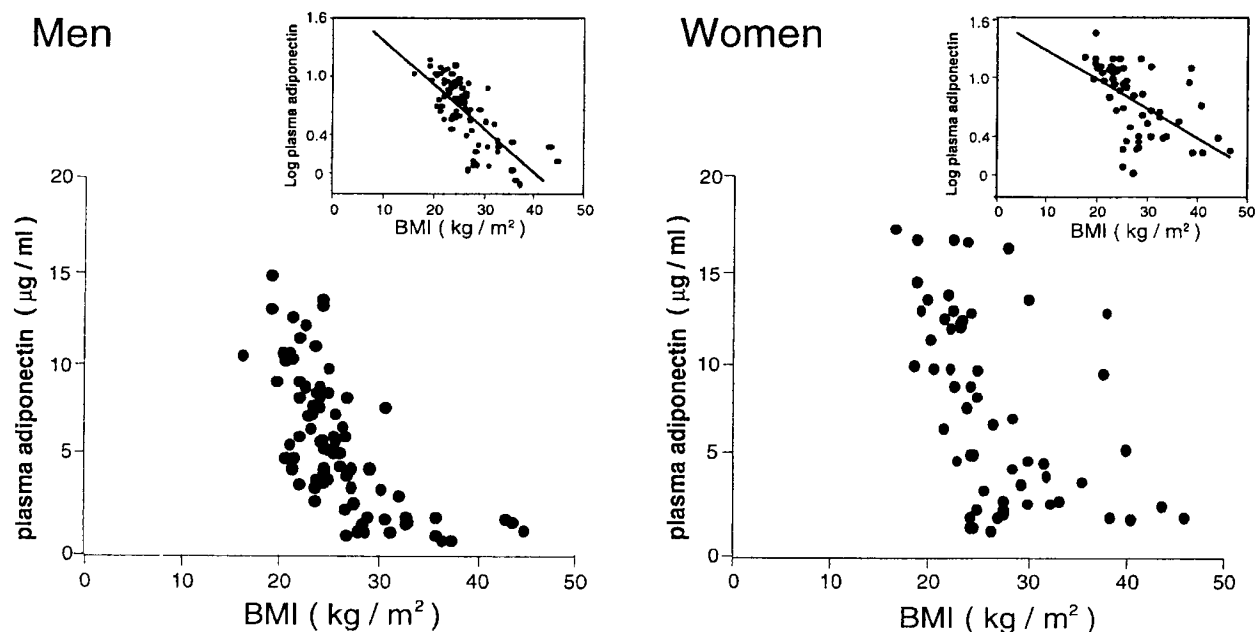 Men
Log plasma adiponectin
1.6
1.0
0.4
0
0 10 20 30 40 50
BMI ( kg / m²)
plasma adiponectin ( μg / ml )
20
15
10
5
0
0 10 20 30 40 50
BMI ( kg / m² )
Women
Log plasma adiponectin
1.6
1.0
0.4
0
0 10 20 30 40 50
BMI ( kg / m²)
plasma adiponectin ( μg / ml )
20
15
10
5
0
0 10 20 30 40 50
BMI ( kg / m² )